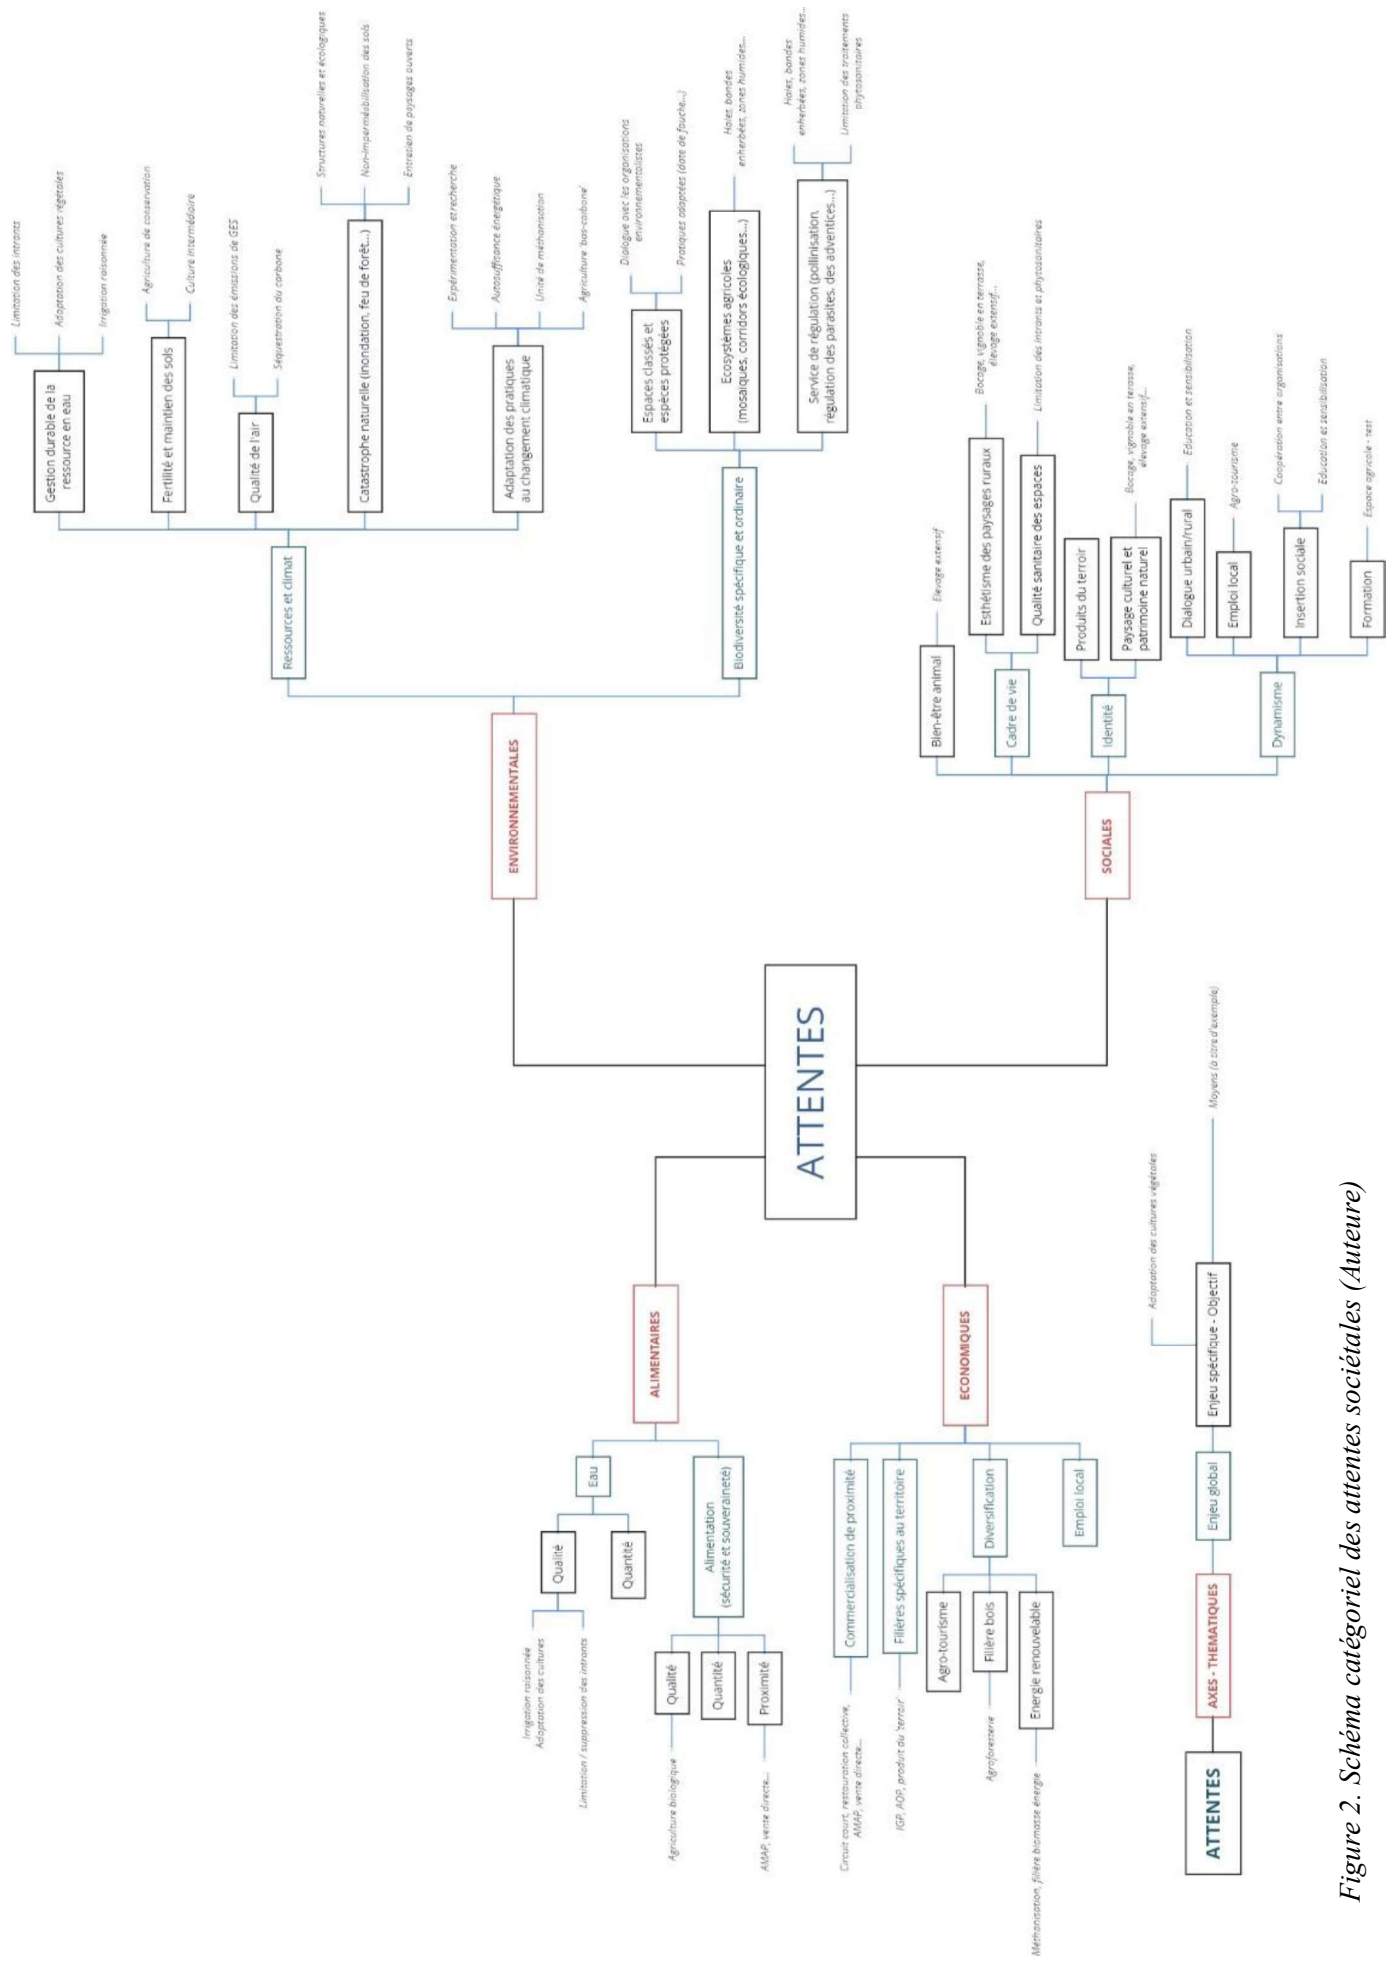 ATTENTES
ALIMENTAIRES
Eau
Qualité
Irrigation raisonnée
Adaptation des cultures
Limitation / suppression des intrants
Quantité
Alimentation
(sécurité et souveraineté)
Qualité
Agriculture biologique
Quantité
Proximité
AMAP, vente directe...
ECONOMIQUES
Commercialisation de proximité
Circuit court, restauration collective,
AMAP, vente directe...
Filières spécifiques au territoire
IGP, AOP, produit du 'terroir'
Diversification
Agro-tourisme
Filière bois
Agroforesterie
Energie renouvelable
Méthanisation, filière biomasse énergie
Emploi local
ENVIRONNEMENTALES
Ressources et climat
Gestion durable de la
ressource en eau
Limitation des intrants
Adaptation des cultures végétales
Irrigation raisonnée
Fertilité et maintien des sols
Agriculture de conservation
Culture intermédiaire
Qualité de l'air
Limitation des émissions de GES
Séquestration du carbone
Catastrophe naturelle (inondation, feu de forêt...)
Structures naturelles et écologiques
Non-imperméabilisation des sols
Entretien de paysages ouverts
Adaptation des pratiques
au changement climatique
Expérimentation et recherche
Autosuffisance énergétique
Unité de méthanisation
Agriculture 'bas-carbone'
Biodiversité spécifique et ordinaire
Espaces classés et
espèces protégées
Dialogue avec les organisations
environnementalistes
Pratiques adaptées (date de fauche...)
Ecosystèmes agricoles
(mosaïques, corridors écologiques...)
Haies, bandes
enherbées, zones humides...
Service de régulation (pollinisation,
régulation des parasites, des adventices...)
Haies, bandes
enherbées, zones humides...
Limitation des traitements
phytosanitaires
SOCIALES
Bien-être animal
Elevage extensif
Cadre de vie
Esthétisme des paysages ruraux
Bocage, vignoble en terrasse,
élevage extensif...
Qualité sanitaire des espaces
Limitation des intrants et phytosanitaires
Identité
Produits du terroir
Paysage culturel et
patrimoine naturel
Bocage, vignoble en terasse,
elevage extensif...
Dynamisme
Dialogue urbain/rural
Education et sensibilisation
Emploi local
Agro-tourisme
Insertion sociale
Coopération entre organisations
Education et sensibilisation
Formation
Espace agricole - test
ATTENTES
AXES - THEMATIQUES
Enjeu global
Enjeu spécifique - Objectif
Adaptation des cultures végétales
Moyens (à titre d'exemple)
Figure 2. Schéma catégoriel des attentes sociétales (Auteure)